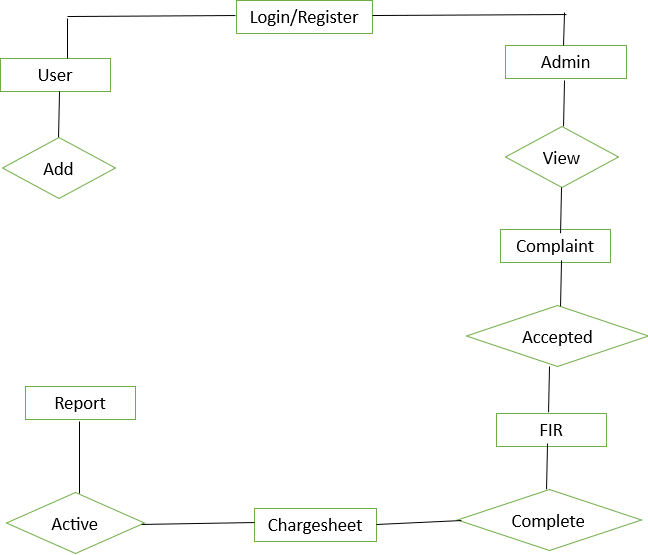 Login/Register
User
Admin
Add
View
Complaint
Accepted
Report
FIR
Active
Chargesheet
Complete